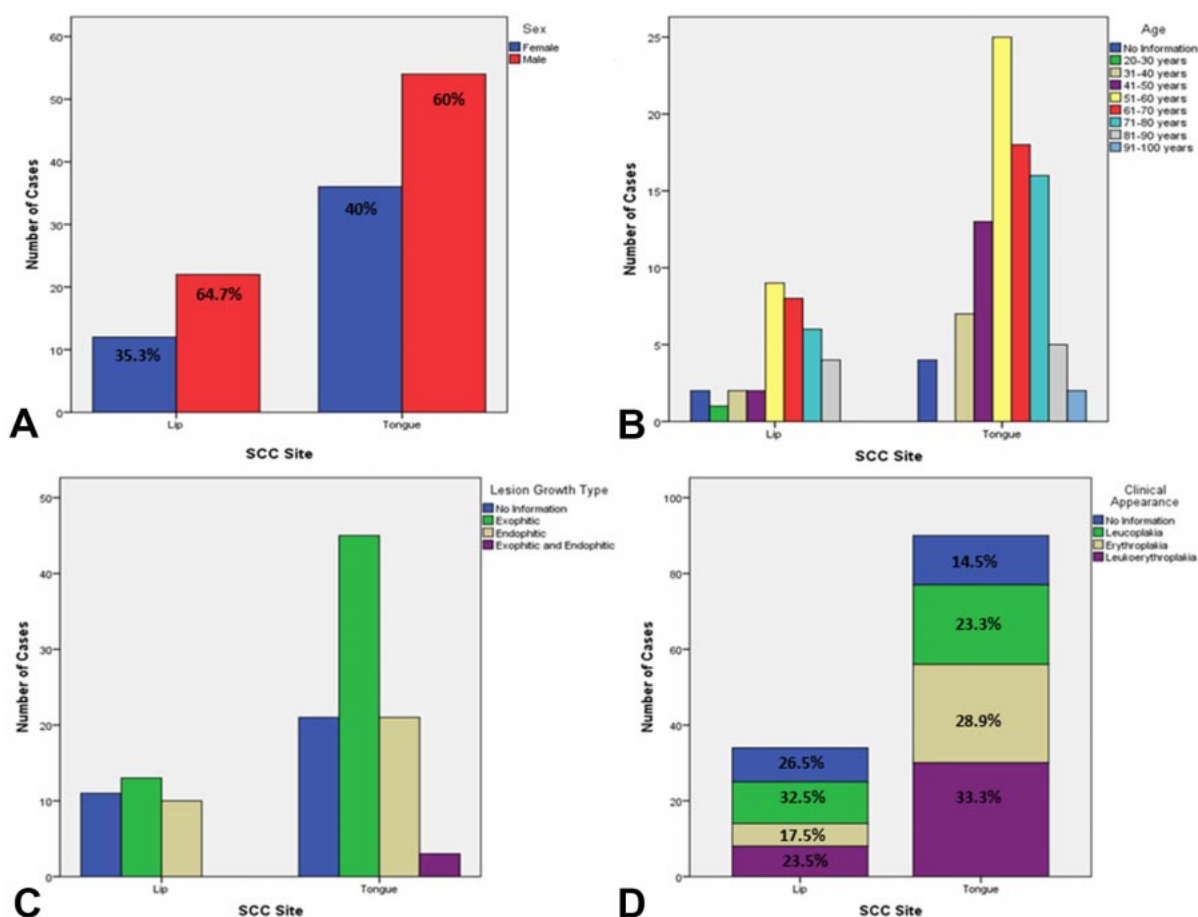 Sex
Female
Male
Number of Cases
60
50
40
30
20
10
0
35.3%
64.7%
40%
60%
Lip
Tongue
SCC Site
A
Age
No Information
20-30 years
31-40 years
41-50 years
51-60 years
61-70 years
71-80 years
81-90 years
91-100 years
Number of Cases
25
20
15
10
5
0
Lip
Tongue
SCC Site
B
Lesion Growth Type
No Information
Exophitic
Endophitic
Exophitic and Endophitic
Number of Cases
50
40
30
20
10
0
Lip
Tongue
SCC Site
C
Clinical
Appearance
No Information
Leucoplakia
Erythroplakia
Leukoerythroplakia
Number of Cases
100
80
60
40
20
0
26.5%
32.5%
17.5%
23.5%
14.5%
23.3%
28.9%
33.3%
Lip
Tongue
SCC Site
D